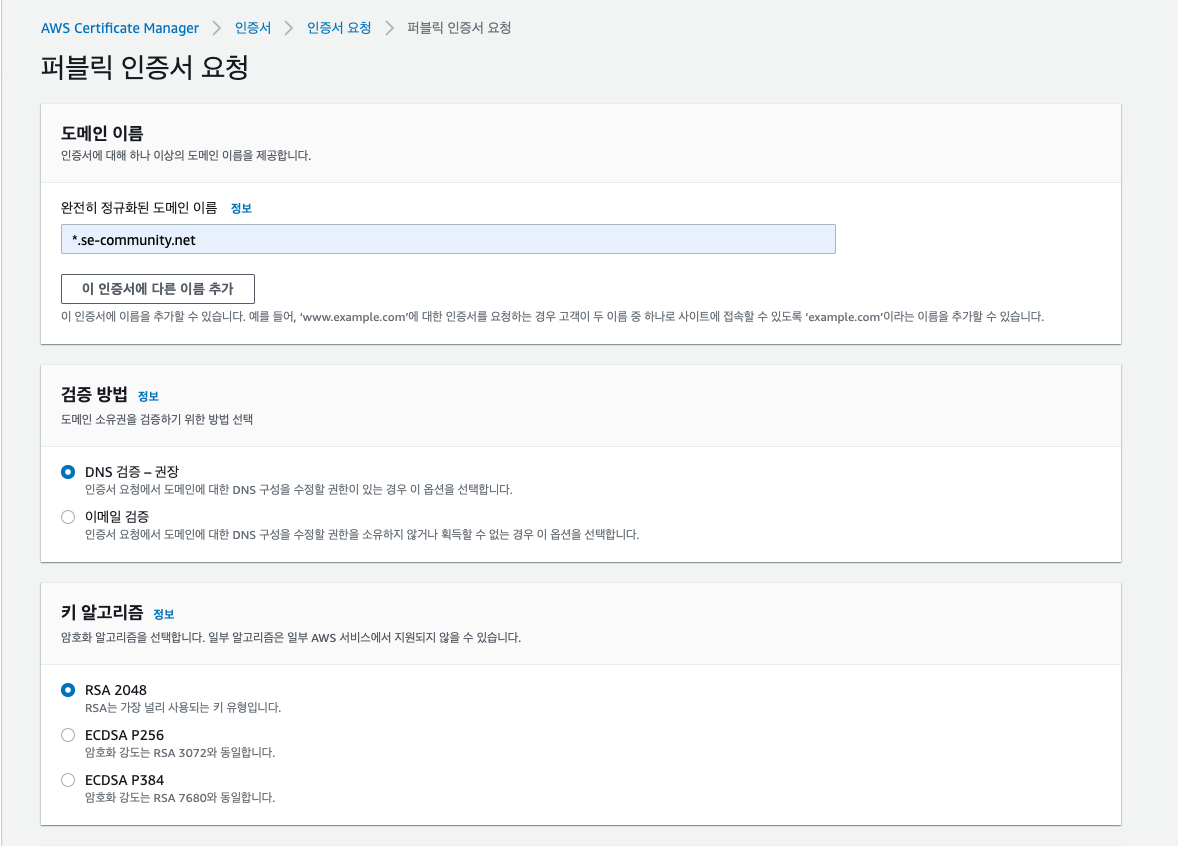 AWS Certificate Manager > 인증서 > 인증서 요청 > 퍼블릭 인증서 요청
퍼블릭 인증서 요청
도메인 이름
인증서에 대해 하나 이상의 도메인 이름을 제공합니다.
완전히 정규화된 도메인 이름 정보
*.se-community.net
이 인증서에 다른 이름 추가
이 인증서에 이름을 추가할 수 있습니다. 예를 들어, ‘www.example.com’에 대한 인증서를 요청하는 경우 고객이 두 이름 중 하나로 사이트에 접속할 수 있도록 ‘example.com’이라는 이름을 추가할 수 있습니다.
검증 방법 정보
도메인 소유권을 검증하기 위한 방법 선택
DNS 검증 – 권장
인증서 요청에서 도메인에 대한 DNS 구성을 수정할 권한이 있는 경우 이 옵션을 선택합니다.
이메일 검증
인증서 요청에서 도메인에 대한 DNS 구성을 수정할 권한을 소유하지 않거나 획득할 수 없는 경우 이 옵션을 선택합니다.
키 알고리즘 정보
암호화 알고리즘을 선택합니다. 일부 알고리즘은 일부 AWS 서비스에서 지원되지 않을 수 있습니다.
RSA 2048
RSA는 가장 널리 사용되는 키 유형입니다.
ECDSA P256
암호화 강도는 RSA 3072와 동일합니다.
ECDSA P384
암호화 강도는 RSA 7680와 동일합니다.